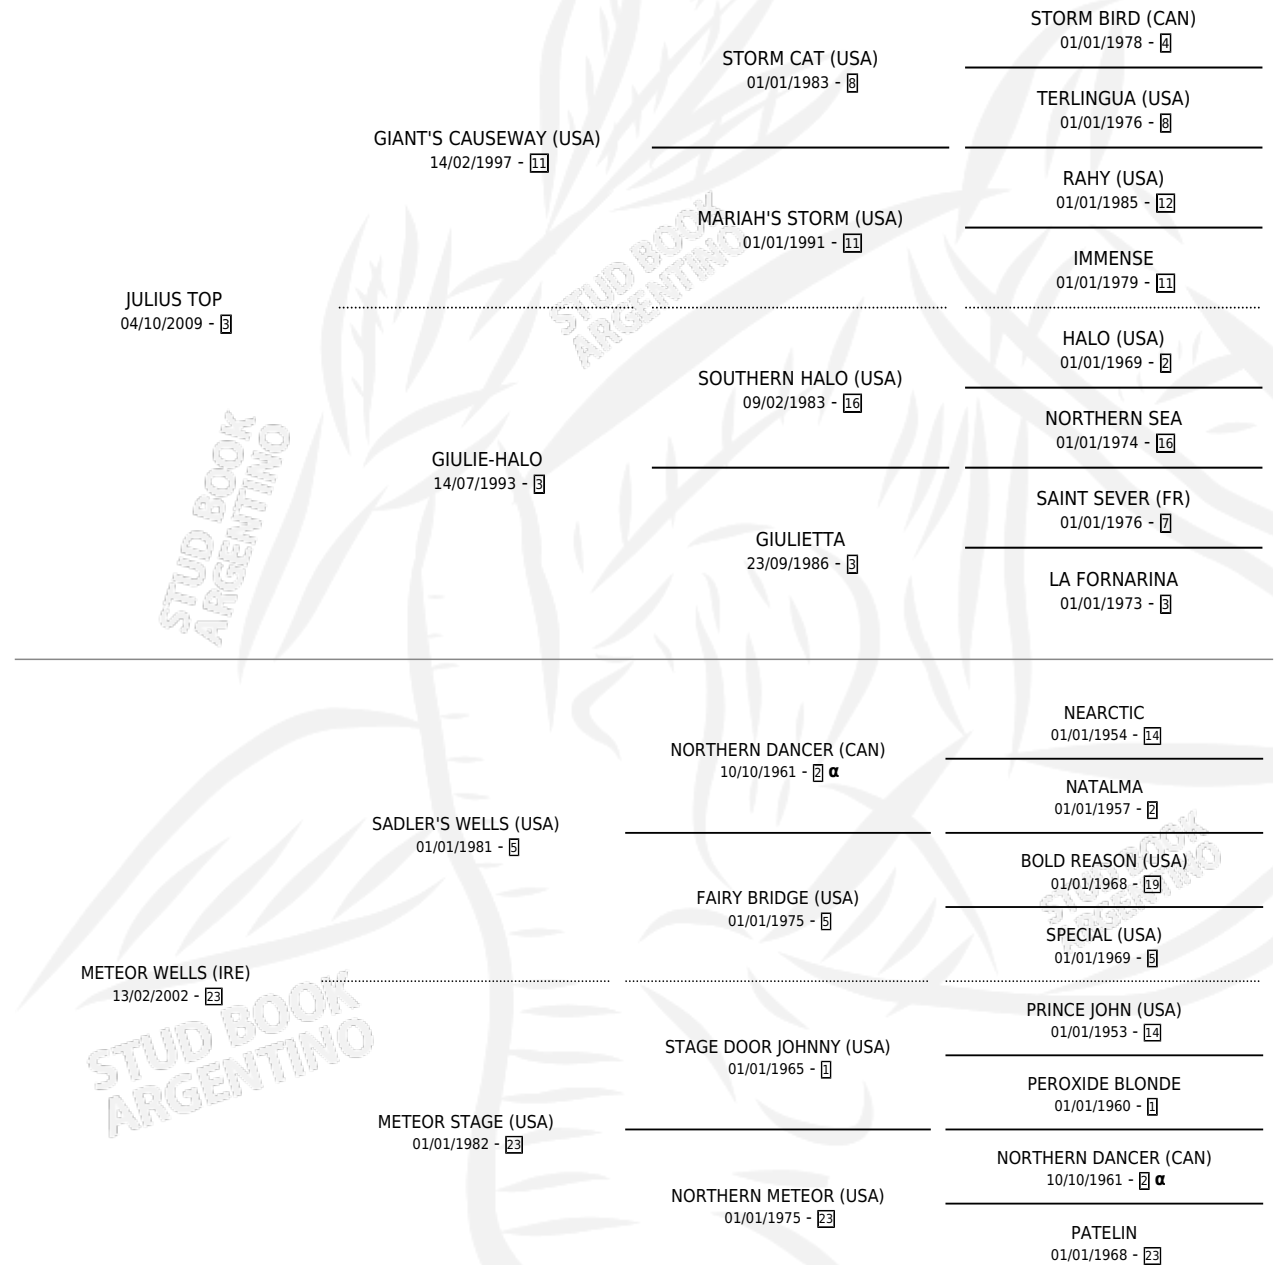 STORM BIRD (CAN)
01/01/1978 - 4
STORM CAT (USA)
01/01/1983 - 8
TERLINGUA (USA)
01/01/1976 - 8
GIANT'S CAUSEWAY (USA)
14/02/1997 - 11
RAHY (USA)
01/01/1985 - 12
MARIAH'S STORM (USA)
01/01/1991 - 11
IMMENSE
01/01/1979 - 11
JULIUS TOP
04/10/2009 - 3
HALO (USA)
01/01/1969 - 2
SOUTHERN HALO (USA)
09/02/1983 - 16
NORTHERN SEA
01/01/1974 - 16
GIULIE-HALO
14/07/1993 - 3
SAINT SEVER (FR)
01/01/1976 - 7
GIULIETTA
23/09/1986 - 3
LA FORNARINA
01/01/1973 - 3
NEARCTIC
01/01/1954 - 14
NORTHERN DANCER (CAN)
10/10/1961 - 2 α
NATALMA
01/01/1957 - 2
SADLER'S WELLS (USA)
01/01/1981 - 5
BOLD REASON (USA)
01/01/1968 - 19
FAIRY BRIDGE (USA)
01/01/1975 - 5
SPECIAL (USA)
01/01/1969 - 5
METEOR WELLS (IRE)
13/02/2002 - 23
PRINCE JOHN (USA)
01/01/1953 - 14
STAGE DOOR JOHNNY (USA)
01/01/1965 - 1
PEROXIDE BLONDE
01/01/1960 - 1
METEOR STAGE (USA)
01/01/1982 - 23
NORTHERN DANCER (CAN)
10/10/1961 - 2 α
NORTHERN METEOR (USA)
01/01/1975 - 23
PATELIN
01/01/1968 - 23
STUD BOOK
ARGENTINO
STUD BOOK
ARGENTINO
STUD BOOK
ARGENTINO
STUD BOOK
ARGENTINO